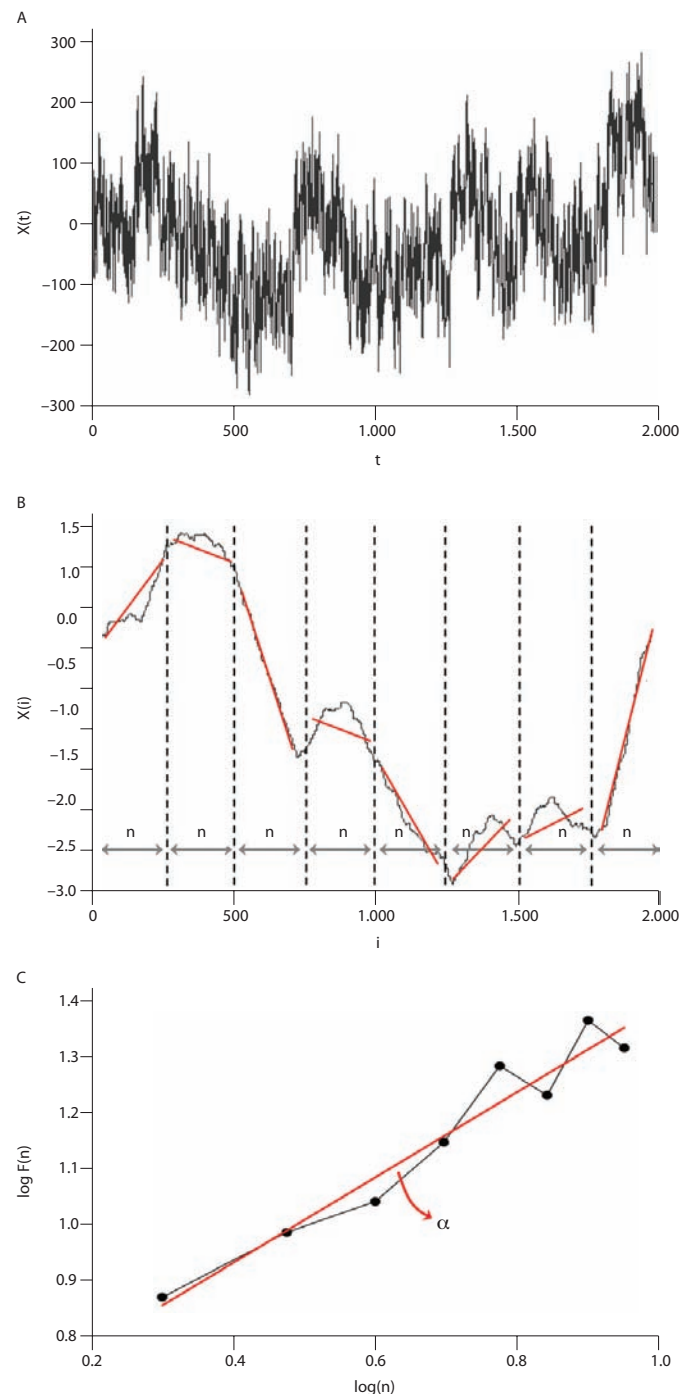 A
300
200
100
0
–100
–200
–300
X(t)
0 500 1.000 1.500 2.000
t
B
1.5
1.0
0.0
–0.5
–1.0
–1.5
–2.0
–2.5
–3.0
X(i)
n n n n n n n n
0 500 1.000 1.500 2.000
i
C
1.4
1.3
1.2
1.1
1.0
0.9
0.8
log F(n)
α
0.2 0.4 0.6 0.8 1.0
log(n)